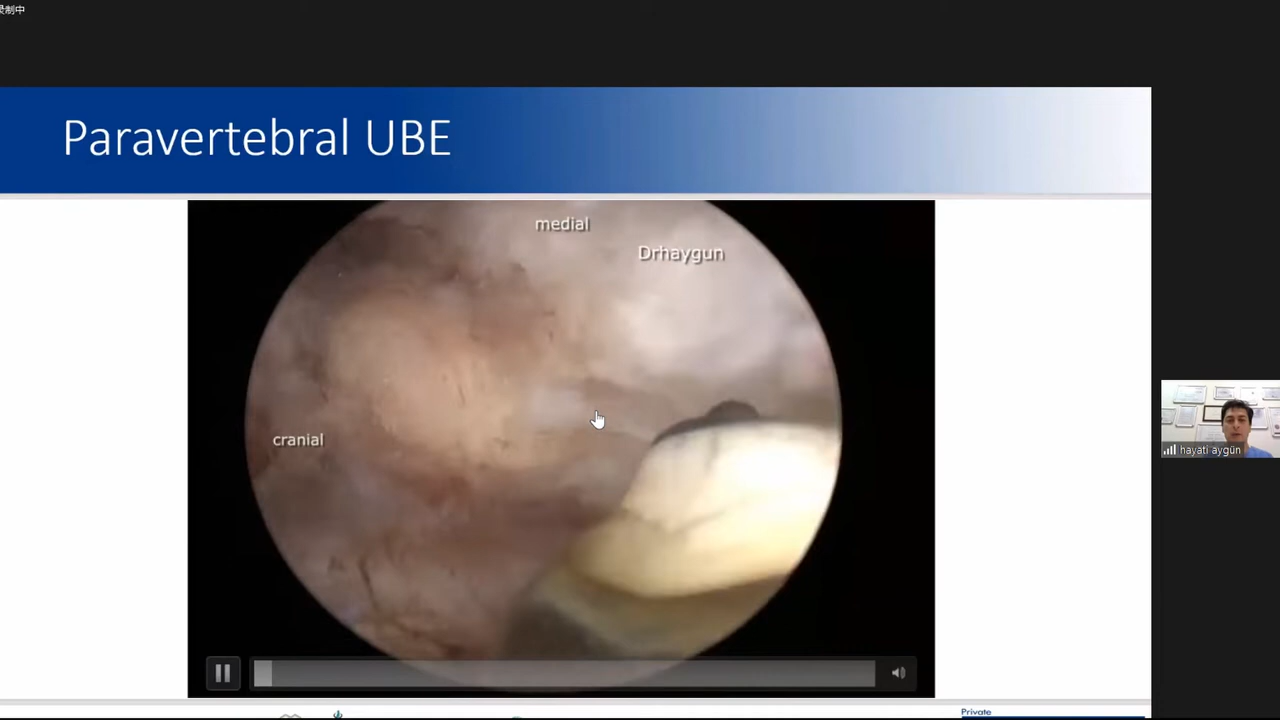 录制中
Paravertebral UBE
medial
Drhaygun
cranial
hayati aygün
Private